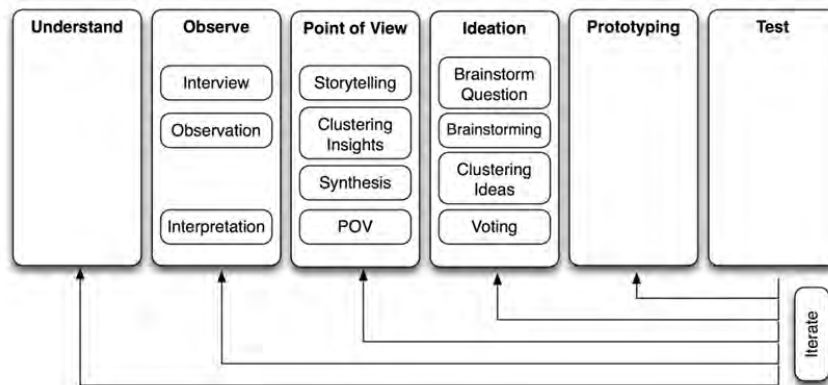 Understand
Observe
Interview
Observation
Interpretation
Point of View
Storytelling
Clustering
Insights
Synthesis
POV
Ideation
Brainstorm
Question
Brainstorming
Clustering
Ideas
Voting
Prototyping
Test
Iterate